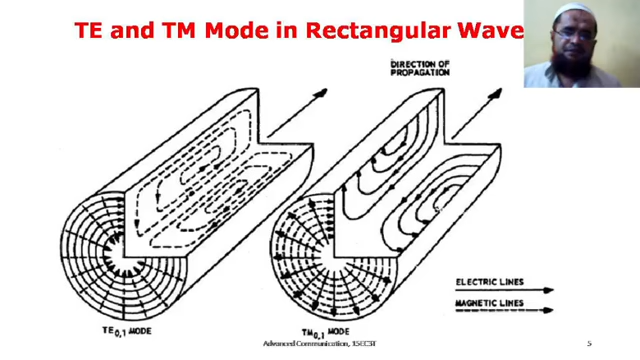 TE and TM Mode in Rectangular Wave
DIRECTION OF
PROPAGATION
ELECTRIC LINES
MAGNETIC LINES
TE0,1 MODE
TM0,1 MODE
Advanced Communication, 15EC5T
5